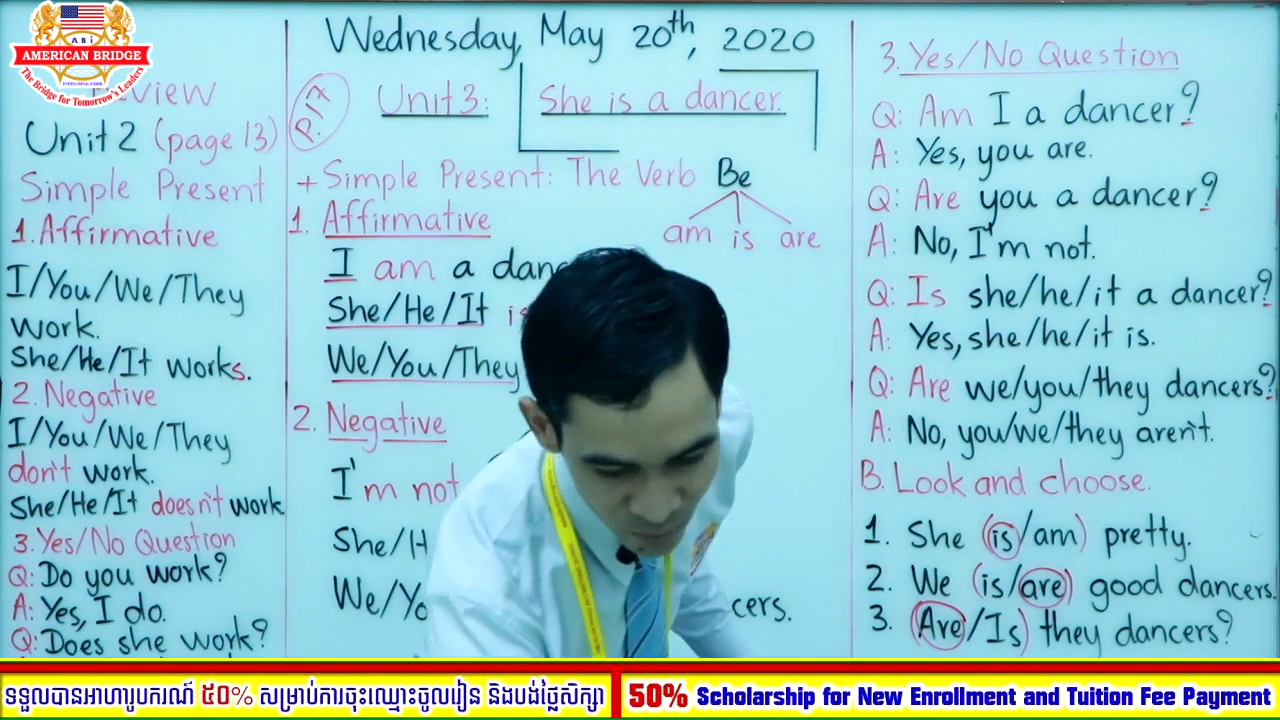 ABi
AMERICAN BRIDGE
INTERNATIONAL SCHOOL
The Bridge for Tomorrow's Leaders
Unit 2 (page 13)
Simple Present
1. Affirmative
I/You/We/They
work.
She/He/It works.
2. Negative
I/You/We/They
don't work.
She/He/It doesn't work
3. Yes/No Question
Q: Do you work?
A: Yes, I do.
Q: Does she work?
Wednesday, May 20th, 2020
P.17
Unit 3: She is a dancer.
+ Simple Present: The Verb Be
am is are
1. Affirmative
I am a
She/He/It
We/You/They
2. Negative
I'm not
We/
3. Yes/No Question
Q: Am I a dancer?
A: Yes, you are.
Q: Are you a dancer?
A: No, I'm not.
Q: Is she/he/it a dancer?
A: Yes, she/he/it is.
Q: Are we/you/they dancers?
A: No, you/we/they aren't.
B. Look and choose.
1. She (is/am) pretty.
2. We (is/are) good dancers.
3. (Are/Is) they dancers?
ទទួលបានអាហារូបករណ៍ ៥០% សម្រាប់ការចុះឈ្មោះចូលរៀន និងបង់ថ្លៃសិក្សា
50% Scholarship for New Enrollment and Tuition Fee Payment